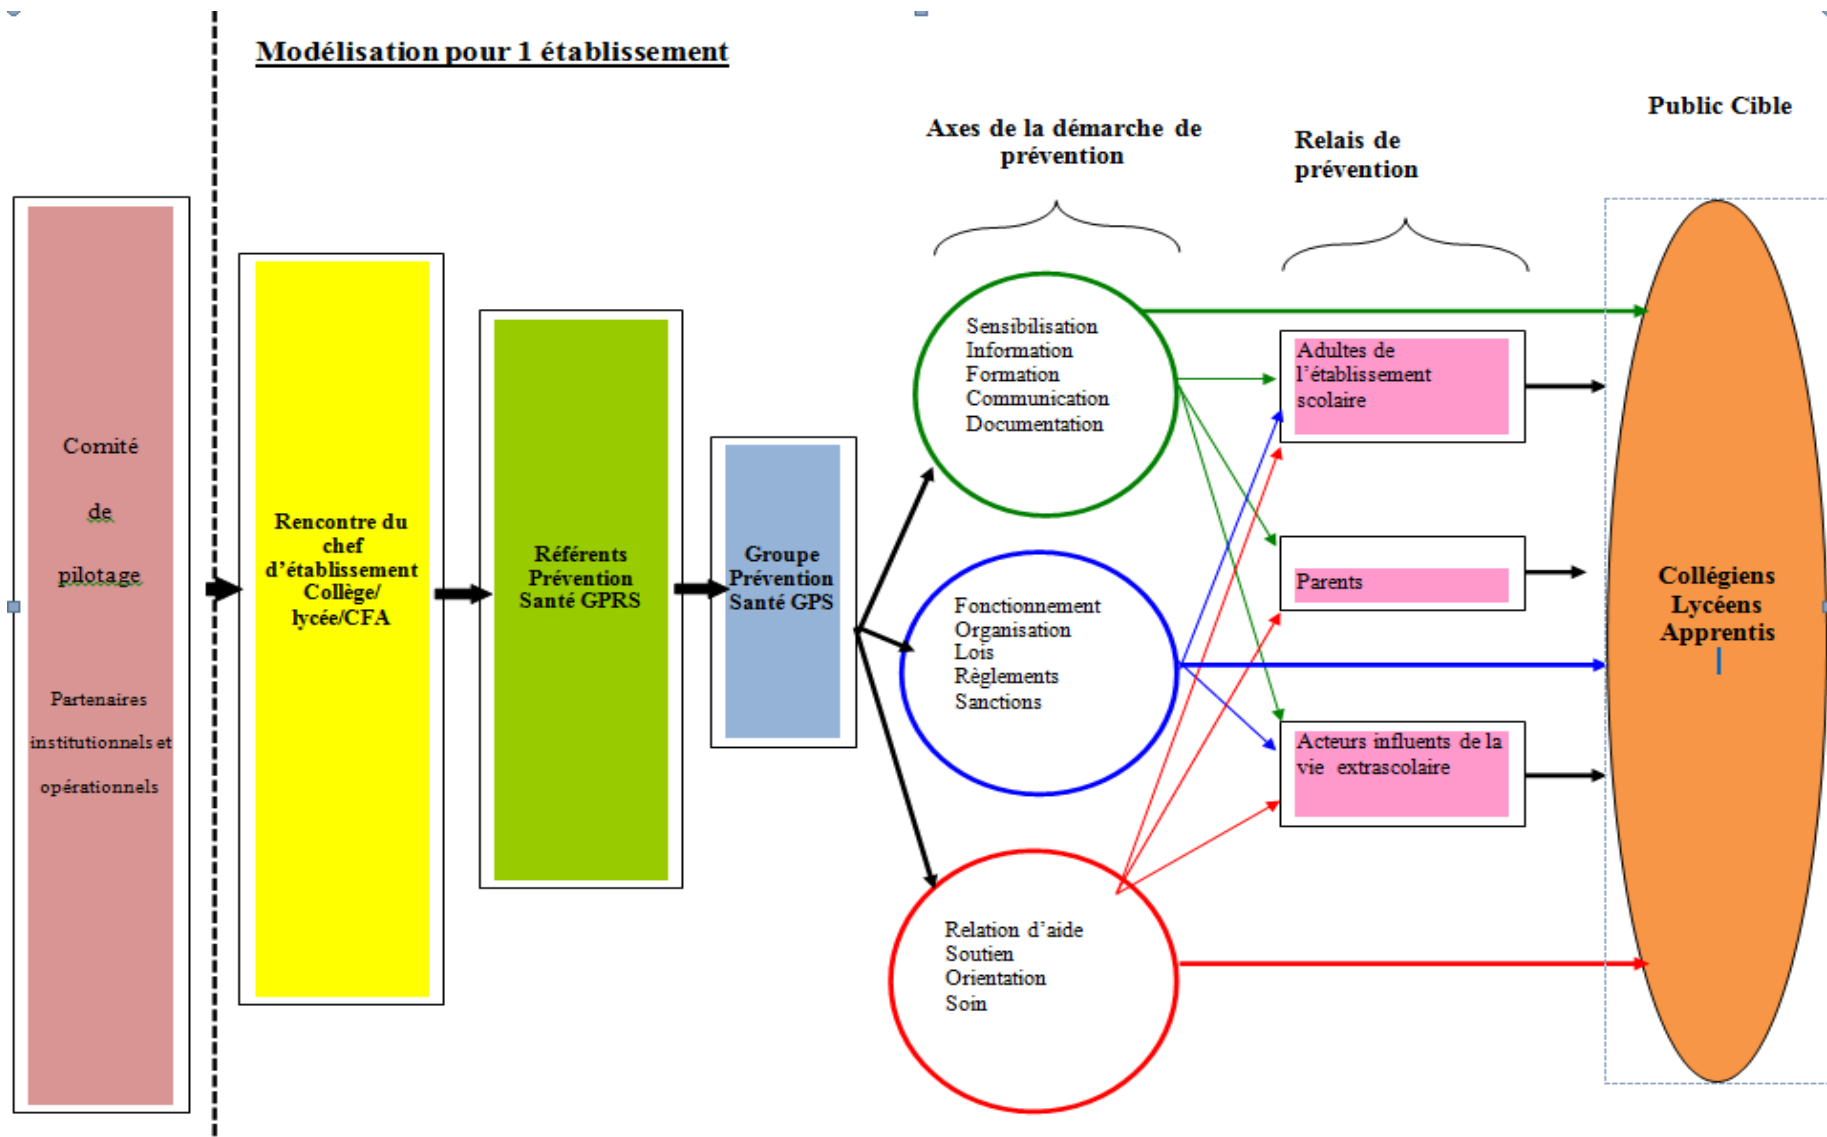 Modélisation pour 1 établissement
Public Cible
Axes de la démarche de
prévention
Relais de
prévention
Comité
de
pilotage
Partenaires
institutionnels et
opérationnels
Rencontre du
chef
d'établissement
Collège/
lycée/CFA
Référents
Prévention
Santé GPRS
Groupe
Prévention
Santé GPS
Sensibilisation
Information
Formation
Communication
Documentation
Fonctionnement
Organisation
Lois
Règlements
Sanctions
Relation d'aide
Soutien
Orientation
Soin
Adultes de
l'établissement
scolaire
Parents
Acteurs influents de la
vie extrascolaire
Collégiens
Lycéens
Apprentis